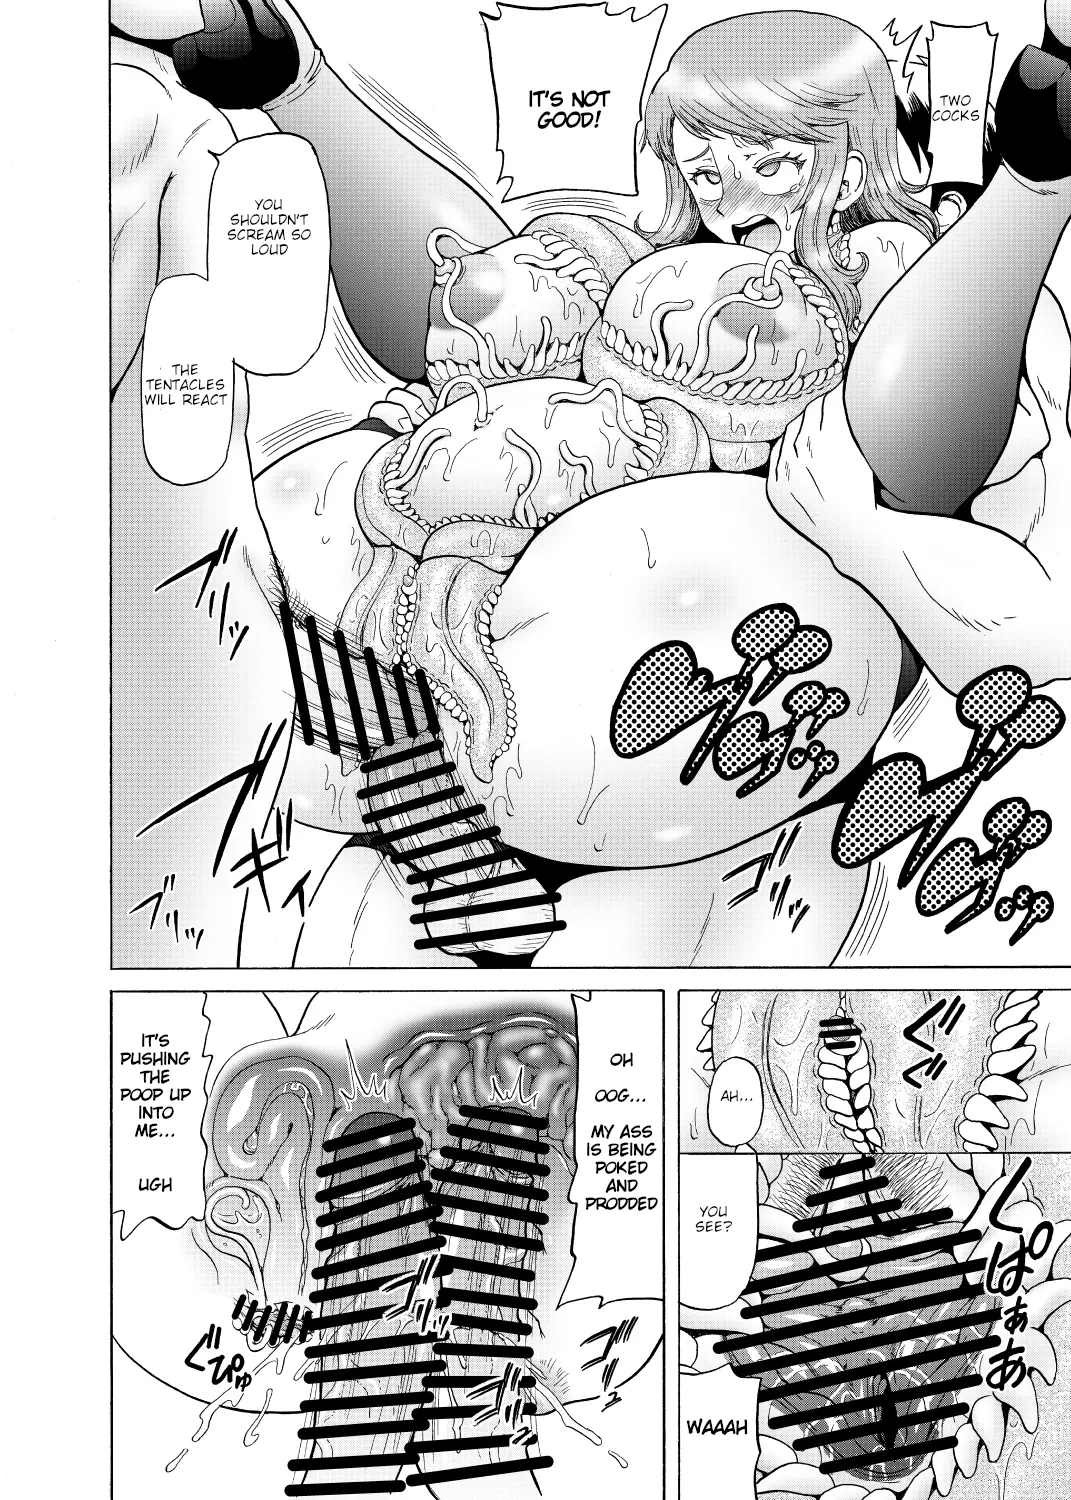 TWO
COCKS
IT'S NOT
GOOD!
YOU
SHOULDN'T
SCREAM SO
LOUD
THE
TENTACLES
WILL REACT
AH...
ぐぐ
YOU
SEE?
くぱぁぁ
WAAAH
OH
OOG...
MY ASS
IS BEING
POKED
AND
PRODDED
IT'S
PUSHING
THE
POOP UP
INTO
ME...
UGH
ぐぴゅ